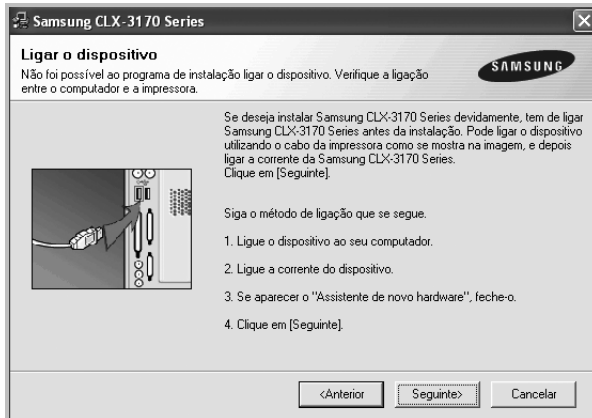 Samsung CLX-3170 Series
Ligar o dispositivo
Não foi possível ao programa de instalação ligar o dispositivo. Verifique a ligação
entre o computador e a impressora.
SAMSUNG
Se deseja instalar Samsung CLX-3170 Series devidamente, tem de ligar
Samsung CLX-3170 Series antes da instalação. Pode ligar o dispositivo
utilizando o cabo da impressora como se mostra na imagem, e depois
ligar a corrente da Samsung CLX-3170 Series.
Clique em [Seguinte].
Siga o método de ligação que se segue.
1. Ligue o dispositivo ao seu computador.
2. Ligue a corrente do dispositivo.
3. Se aparecer o "Assistente de novo hardware", feche-o.
4. Clique em [Seguinte].
<Anterior
Seguinte>
Cancelar